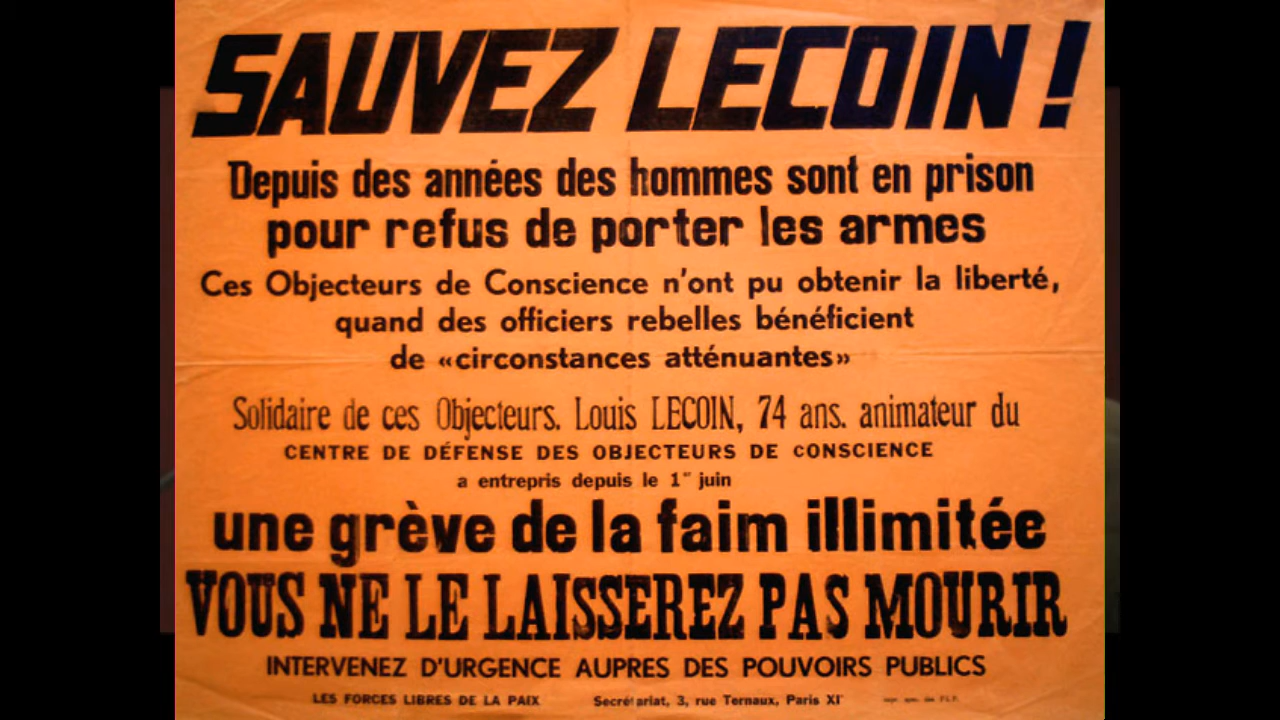 SAUVEZ LECOIN !
Depuis des années des hommes sont en prison
pour refus de porter les armes
Ces Objecteurs de Conscience n'ont pu obtenir la liberté,
quand des officiers rebelles bénéficient
de «circonstances atténuantes»
Solidaire de ces Objecteurs. Louis LECOIN, 74 ans. animateur du
CENTRE DE DÉFENSE DES OBJECTEURS DE CONSCIENCE
a entrepris depuis le 1er juin
une grève de la faim illimitée
VOUS NE LE LAISSEREZ PAS MOURIR
INTERVENEZ D'URGENCE AUPRES DES POUVOIRS PUBLICS
LES FORCES LIBRES DE LA PAIX Secrétariat, 3, rue Ternaux, Paris XIe